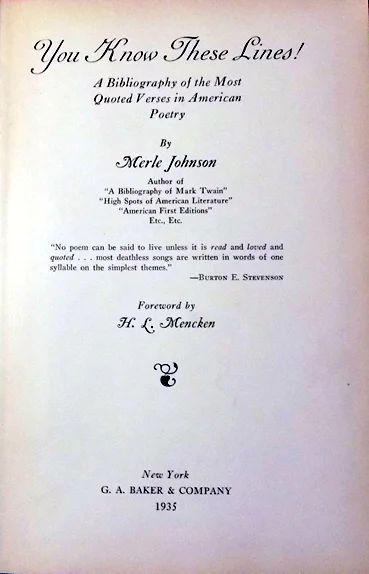 You Know These Lines!
A Bibliography of the Most
Quoted Verses in American
Poetry
By
Merle Johnson
Author of
"A Bibliography of Mark Twain"
"High Spots of American Literature"
"American First Editions"
Etc., Etc.
"No poem can be said to live unless it is read and loved and
quoted . . . most deathless songs are written in words of one
syllable on the simplest themes."
—Burton E. Stevenson
Foreword by
H. L. Mencken
New York
G. A. BAKER & COMPANY
1935